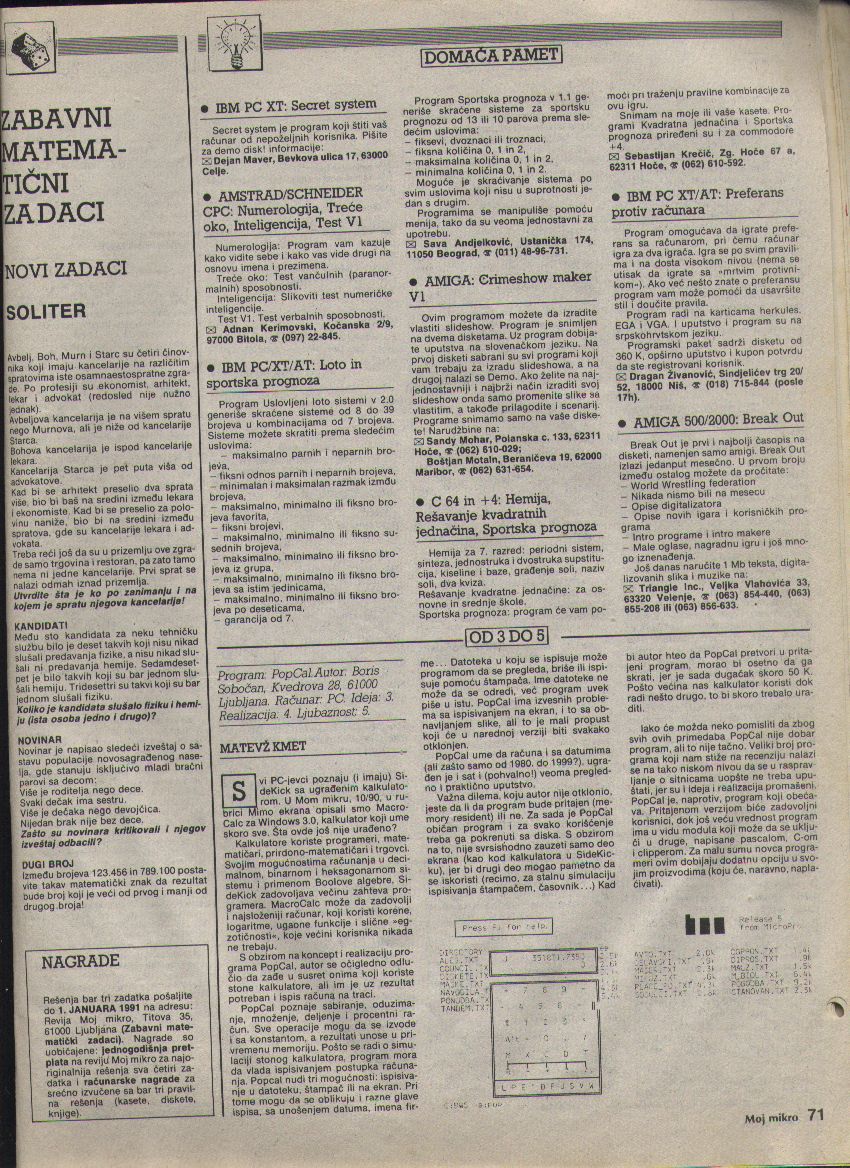 ZABAVNI
MATEMA-
TIČNI
ZADACI
NOVI ZADACI
SOLITER
Avbelj, Boh, Murn i Starc su četiri činov-
nika koji imaju kancelarije na različitim
spratovima iste osamnaestospratne zgra-
de. Po profesiji su ekonomist, arhitekt,
lekar i advokat (redosled nije nužno
jednak).
Avbeljova kancelarija je na višem spratu
nego Murnova, ali je niže od kancelarije
Starca.
Bohova kancelarija je ispod kancelarije
lekara.
Kancelarija Starca je pet puta viša od
advokatove.
Kad bi se arhitekt preselio dva sprata
više, bio bi baš na sredini između lekara
i ekonomiste. Kad bi se preselio za polo-
vinu naniže, bio bi na sredini između
spratova, gde su kancelarije lekara i ad-
vokata.
Treba reći još da su u prizemlju ove zgra-
de samo trgovina i restoran, pa zato tamo
nema ni jedne kancelarije. Prvi sprat se
nalazi odmah iznad prizemlja.
Utvrdite šta je ko po zanimanju i na
kojem je spratu njegova kancelarija!
KANDIDATI
Među sto kandidata za neku tehničku
službu bilo je deset takvih koji nisu nikad
slušali predavanja fizike, a nisu nikad slu-
šali ni predavanja hemije. Sedamdeset-
pet je bilo takvih koji su bar jednom slu-
šali hemiju. Tridesettri su takvi koji su bar
jednom slušali fiziku.
Koliko je kandidata slušalo fiziku i hemi-
ju (ista osoba jedno i drugo)?
NOVINAR
Novinar je napisao sledeći izveštaj o sa-
stavu populacije novosagrađenog nase-
lja, gde stanuju isključivo mladi bračni
parovi sa decom:
Više je roditelja nego dece.
Svaki dečak ima sestru.
Više je dečaka nego devojčica.
Nijedan brak nije bez dece.
Zašto su novinara kritikovali i njegov
izveštaj odbacili?
DUGI BROJ
Između brojeva 123.456 in 789.100 posta-
vite takav matematički znak da rezultat
bude broj koji je veći od prvog i manji od
drugog broja!
NAGRADE
Rešenja bar tri zadatka pošaljite
do 1. JANUARA 1991 na adresu:
Revija Moj mikro, Titova 35,
61000 Ljubljana (Zabavni mate-
matički zadaci). Nagrade so
uobičajene: jednogodišnja pret-
plata na reviju Moj mikro za najo-
riginalnija rešenja sva četiri za-
datka i računarske nagrade za
srećno izvučene sa bar tri pravil-
na rešenja (kasete, diskete,
knjige).
DOMAĆA PAMET
● IBM PC XT: Secret system
Secret system je program koji štiti vaš
računar od nepoželjnih korisnika. Pišite
za demo disk! informacije:
✉ Dejan Maver, Bevkova ulica 17, 63000
Celje.
● AMSTRAD/SCHNEIDER
CPC: Numerologija, Treće
oko, Inteligencija, Test V1
Numerologija: Program vam kazuje
kako vidite sebe i kako vas vide drugi na
osnovu imena i prezimena.
Treće oko: Test vančulnih (paranor-
malnih) sposobnosti.
Inteligencija: Slikoviti test numeričke
inteligencije.
Test V1. Test verbalnih sposobnosti.
✉ Adnan Kerimovski, Kočanska 2/9,
97000 Bitola, ☎ (097) 22-845.
● IBM PC/XT/AT: Loto in
sportska prognoza
Program Uslovljeni loto sistemi v 2.0
generiše skraćene sisteme od 8 do 39
brojeva u kombinacijama od 7 brojeva.
Sisteme možete skratiti prema sledećim
uslovima:
– maksimalno parnih i neparnih bro-
jeva,
– fiksni odnos parnih i neparnih brojeva,
– minimalan i maksimalan razmak izmđu
brojeva,
– maksimalno, minimalno ili fiksno bro-
jeva favorita,
– fiksni brojevi,
– maksimalno, minimalno ili fiksno su-
sednih brojeva,
– maksimalno, minimalno ili fiksno bro-
jeva iz grupa,
– maksimalno, minimalno ili fiksno bro-
jeva sa istim jedinicama,
– maksimalno, minimalno ili fiksno bro-
jeva po deseticama,
– garancija od 7.
Program Sportska prognoza v 1.1 ge-
neriše skraćene sisteme za sportsku
prognozu od 13 ili 10 parova prema sle-
dećim uslovima:
– fiksevi, dvoznaci ili troznaci,
– fiksna količina 0, 1 in 2,
– maksimalna količina 0, 1 in 2,
– minimalna količina 0, 1 in 2.
Moguće je skraćivanje sistema po
svim uslovima koji nisu u suprotnosti je-
dan s drugim.
Programima se manipuliše pomoću
menija, tako da su veoma jednostavni za
upotrebu.
✉ Sava Andjelković, Ustanička 174,
11050 Beograd, ☎ (011) 48-96-731.
● AMIGA: Crimeshow maker
V1
Ovim programom možete da izradite
vlastiti slideshow. Program je snimljen
na dvema disketama. Uz program dobija-
te uputstva na slovenačkom jeziku. Na
prvoj disketi sabrani su svi programi koji
vam trebaju za izradu slideshowa, a na
drugoj nalazi se Demo. Ako želite na naj-
jednostavniji i najbrži način izraditi svoj
slideshow onda samo promenite slike sa
vlastitim, a takođe prilagodite i scenarij.
Programe snimamo samo na vaše diske-
te! Narudžbine na:
✉ Sandy Mohar, Polanska c. 133, 62311
Hoče, ☎ (062) 610-029;
Boštjan Motaln, Beraničeva 19, 62000
Maribor, ☎ (062) 631-654.
● C 64 in +4: Hemija,
Rešavanje kvadratnih
jednačina, Sportska prognoza
Hemija za 7. razred: periodni sistem,
sinteza, jednostruka i dvostruka supstitu-
cija, kiseline i baze, građenje soli, naziv
soli, dva kviza.
Rešavanje kvadratne jednačine: za os-
novne in srednje škole.
Sportska prognoza: program će vam po-
moći pri traženju pravilne kombinacije za
ovu igru.
Snimam na moje ili vaše kasete. Pro-
grami Kvadratna jednačina i Sportska
prognoza priređeni su i za commodore
+4.
✉ Sebastijan Krečič, Zg. Hoče 67 a,
62311 Hoče, ☎ (062) 610-592.
● IBM PC XT/AT: Preferans
protiv računara
Program omogućava da igrate prefe-
rans sa računarom, pri čemu računar
igra za dva igrača. Igra se po svim pravili-
ma i na dosta visokom nivou (nema se
utisak da igrate sa »mrtvim protivni-
kom«). Ako već nešto znate o preferansu
program vam može pomoći da usavršite
stil i doučite pravila.
Program radi na karticama herkules,
EGA i VGA. I uputstvo i program su na
srpskohrvtskom jeziku.
Programski paket sadrži disketu od
360 K, opširno uputstvo i kupon potvrdu
da ste registrovani korisnik.
✉ Dragan Živanović, Sindjelićev trg 20/
52, 18000 Niš, ☎ (018) 715-844 (posle
17h).
● AMIGA 500/2000: Break Out
Break Out je prvi i najbolji časopis na
disketi, namenjen samo amigi. Break Out
izlazi jedanput mesečno. U prvom broju
između ostalog možete da pročitate:
– World Wrestling federation
– Nikada nismo bili na mesecu
– Opise digitalizatora
– Opise novih igara i korisničkih pro-
grama
– Intro programe i intro makere
– Male oglase, nagradnu igru i još mno-
go iznenađenja.
Još danas naručite 1 Mb teksta, digita-
lizovanih slika i muzike na:
✉ Triangle Inc., Veljka Vlahovića 33,
63320 Velenje, ☎ (063) 854-440, (063)
855-208 ili (063) 856-633.
OD 3 DO 5
Program: PopCal. Autor: Boris
Sobočan, Kvedrova 28, 61000
Ljubljana. Računar: PC. Ideja: 3.
Realizacija: 4. Ljubaznost: 5.
MATEVŽ KMET
Svi PC-jevci poznaju (i imaju) Si-
deKick sa ugrađenim kalkulato-
rom. U Mom mikru, 10/90, u ru-
brici Mimo ekrana opisali smo Macro-
Calc za Windows 3.0, kalkulator koji ume
skoro sve. Šta ovde još nije urađeno?
Kalkulatore koriste programeri, mate-
matičari, prirdono-matematičari i trgovci.
Svojim mogućnostima računanja u deci-
malnom, binarnom i heksagonarnom si-
stemu i primenom Boolove algebre, Si-
deKick zadovoljava većinu zahteva pro-
gramera. MacroCalc može da zadovolji
i najsloženiji računar, koji koristi korene,
logaritme, ugaone funkcije i slične »eg-
zotičnosti«, koje većini korisnika nikada
ne trebaju.
S obzirom na koncept i realizaciju pro-
grama PopCal, autor se očigledno odlu-
čio da zađe u susret onima koji koriste
stone kalkulatore, ali im je uz rezultat
potreban i ispis računa na traci.
PopCal poznaje sabiranje, oduzima-
nje, množenje, deljenje i procentni ra-
čun. Sve operacije mogu da se izvode
i sa konstantom, a rezultati unose u pri-
vremenu memoriju. Pošto se radi o simu-
laciji stonog kalkulatora, program mora
da vlada ispisivanjem postupka računa-
nja. Popcal nudi tri mogućnosti: ispisiva-
nje u datoteku, štampač ili na ekran. Pri
tome mogu da se oblikuju i razne glave
ispisa, sa unošenjem datuma, imena fir-
me... Datoteka u koju se ispisuje može
programom da se pregleda, briše ili ispi-
suje pomoću štampača. Ime datoteke ne
može da se odredi, već program uvek
piše u istu. PopCal ima izvesnih proble-
ma sa ispisivanjem na ekran, i to sa ob-
navljanjem slike, ali to je mali propust
koji će u narednoj verziji biti svakako
otklonjen.
PopCal ume da računa i sa datumima
(ali zašto samo od 1980. do 1999?), ugra-
đen je i sat i (pohvalno!) veoma pregled-
no i praktično uputstvo.
Važna dilema, koju autor nije otklonio,
jeste da li da program bude pritajen (me-
mory resident) ili ne. Za sada je PopCal
običan program i za svako korišćenje
treba ga pokrenuti sa diska. S obzirom
na to, nije svrsishodno zauzeti samo deo
ekrana (kao kod kalkulatora u SideKic-
ku), jer bi drugi deo mogao pametno da
se iskoristi (recimo, za stalnu simulaciju
ispisivanja štampačem, časovnik...) Kad
bi autor hteo da PopCal pretvori u prita-
jeni program, morao bi osetno da ga
skrati, jer je sada dugačak skoro 50 K.
Pošto većina nas kalkulator koristi dok
radi nešto drugo, to bi skoro trebalo ura-
diti.
Iako će možda neko pomisliti da zbog
svih ovih primedaba PopCal nije dobar
program, ali to nije tačno. Veliki broj pro-
grama koji nam stiže na recenziju nalazi
se na tako niskom nivou da se u rasprav-
ljanje o sitnicama uopšte ne treba upu-
štati, jer su i ideja i realizacija promašeni.
PopCal je, naprotiv, program koji obeća-
va. Pritajenom verzijom biće zadovoljni
korisnici, dok još veću vrednost program
ima u vidu modula koji može da se uklju-
či u druge, napisane pascalom, C-om
i clipperom. Za malu sumu novca progra-
meri ovim dobijaju dodatnu opciju u svo-
jim proizvodima (koju će, naravno, napla-
ćivati).
Press F1 for help.
Release 5
from MicroPr
DIRECTORY
TANDEM.TXT
Moj mikro 71